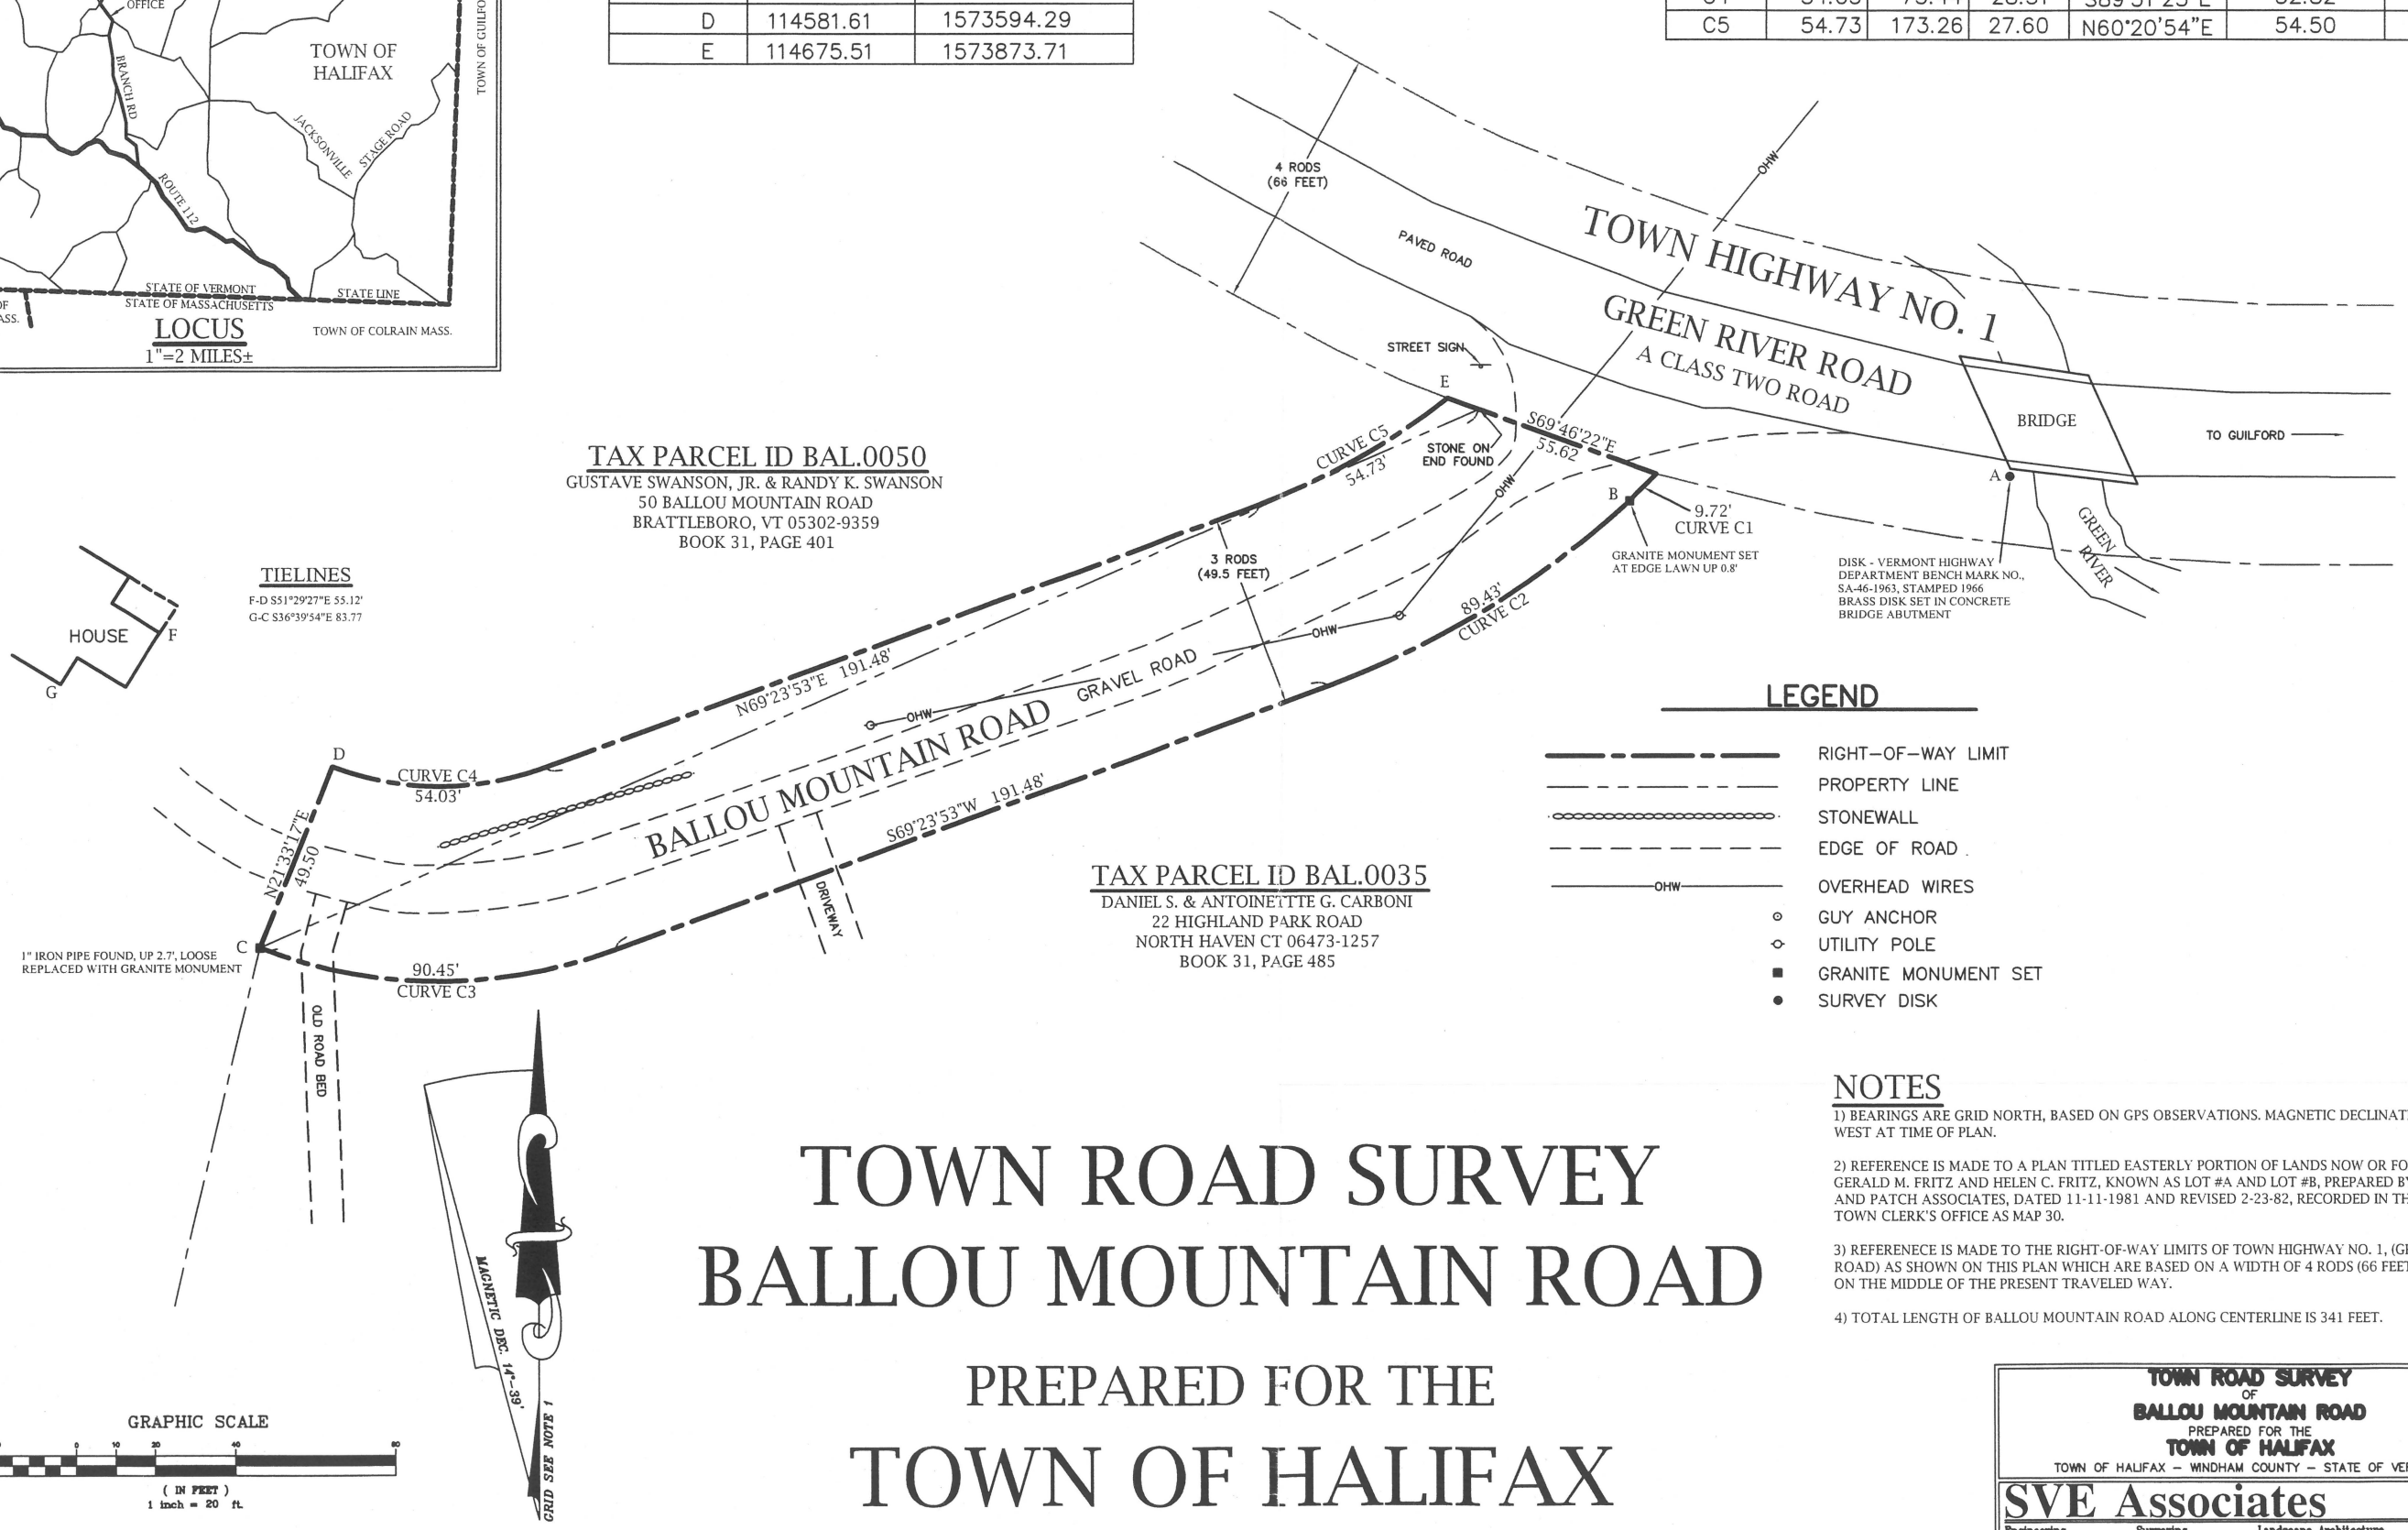 OFFICE
BRANCH RD
TOWN OF
HALIFAX
JACKSONVILLE
STAGE ROAD
ROUTE 112
STATE OF VERMONT
STATE LINE
STATE OF MASSACHUSETTS
LOCUS
1"=2 MILES±
TOWN OF COLRAIN MASS.
D 114581.61 1573594.29
E 114675.51 1573873.71
C5 54.73 173.26 27.60 N60°20'54"E 54.50
4 RODS
(66 FEET)
OHW
PAVED ROAD
TOWN HIGHWAY NO. 1
GREEN RIVER ROAD
A CLASS TWO ROAD
STREET SIGN
E
BRIDGE
TO GUILFORD
S69°46'22"E
55.62
STONE ON
END FOUND
CURVE C5
54.73'
OHW
B
9.72'
CURVE C1
A
GREEN
RIVER
GRANITE MONUMENT SET
AT EDGE LAWN UP 0.8'
DISK - VERMONT HIGHWAY
DEPARTMENT BENCH MARK NO.,
SA-46-1963, STAMPED 1966
BRASS DISK SET IN CONCRETE
BRIDGE ABUTMENT
TAX PARCEL ID BAL.0050
GUSTAVE SWANSON, JR. & RANDY K. SWANSON
50 BALLOU MOUNTAIN ROAD
BRATTLEBORO, VT 05302-9359
BOOK 31, PAGE 401
TIELINES
F-D S51°29'27"E 55.12'
G-C S36°39'54"E 83.77
HOUSE
F
G
3 RODS
(49.5 FEET)
89.43'
CURVE C2
OHW
N69°23'53"E 191.48'
GRAVEL ROAD
OHW
BALLOU MOUNTAIN ROAD
D
CURVE C4
54.03'
S69°23'53"W 191.48'
N21°33'17"E
49.50
DRIVEWAY
C
1" IRON PIPE FOUND, UP 2.7', LOOSE
REPLACED WITH GRANITE MONUMENT
90.45'
CURVE C3
OLD ROAD BED
TAX PARCEL ID BAL.0035
DANIEL S. & ANTOINETTTE G. CARBONI
22 HIGHLAND PARK ROAD
NORTH HAVEN CT 06473-1257
BOOK 31, PAGE 485
LEGEND
RIGHT-OF-WAY LIMIT
PROPERTY LINE
STONEWALL
EDGE OF ROAD
OHW OVERHEAD WIRES
GUY ANCHOR
UTILITY POLE
GRANITE MONUMENT SET
SURVEY DISK
NOTES
1) BEARINGS ARE GRID NORTH, BASED ON GPS OBSERVATIONS. MAGNETIC
WEST AT TIME OF PLAN.
2) REFERENCE IS MADE TO A PLAN TITLED EASTERLY PORTION OF LANDS NOW OR
GERALD M. FRITZ AND HELEN C. FRITZ, KNOWN AS LOT #A AND LOT #B, PREPARED
AND PATCH ASSOCIATES, DATED 11-11-1981 AND REVISED 2-23-82, RECORDED IN
TOWN CLERK'S OFFICE AS MAP 30.
3) REFERENECE IS MADE TO THE RIGHT-OF-WAY LIMITS OF TOWN HIGHWAY NO. 1,
ROAD) AS SHOWN ON THIS PLAN WHICH ARE BASED ON A WIDTH OF 4 RODS (66
ON THE MIDDLE OF THE PRESENT TRAVELED WAY.
4) TOTAL LENGTH OF BALLOU MOUNTAIN ROAD ALONG CENTERLINE IS 341 FEET.
MAGNETIC DEC. 14°-39'
GRID SEE NOTE 1
TOWN ROAD SURVEY
BALLOU MOUNTAIN ROAD
PREPARED FOR THE
TOWN OF HALIFAX
GRAPHIC SCALE
0 10 20 40 80
( IN FEET )
1 inch = 20 ft.
TOWN ROAD SURVEY
OF
BALLOU MOUNTAIN ROAD
PREPARED FOR THE
TOWN OF HALIFAX
TOWN OF HALIFAX - WINDHAM COUNTY - STATE OF
SVE Associates